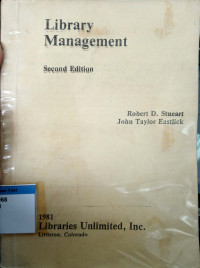 Library
Management
Second Edition
Robert D. Stueart
John Taylor Eastlick
1981
Libraries Unlimited, Inc.
Littleton, Colorado